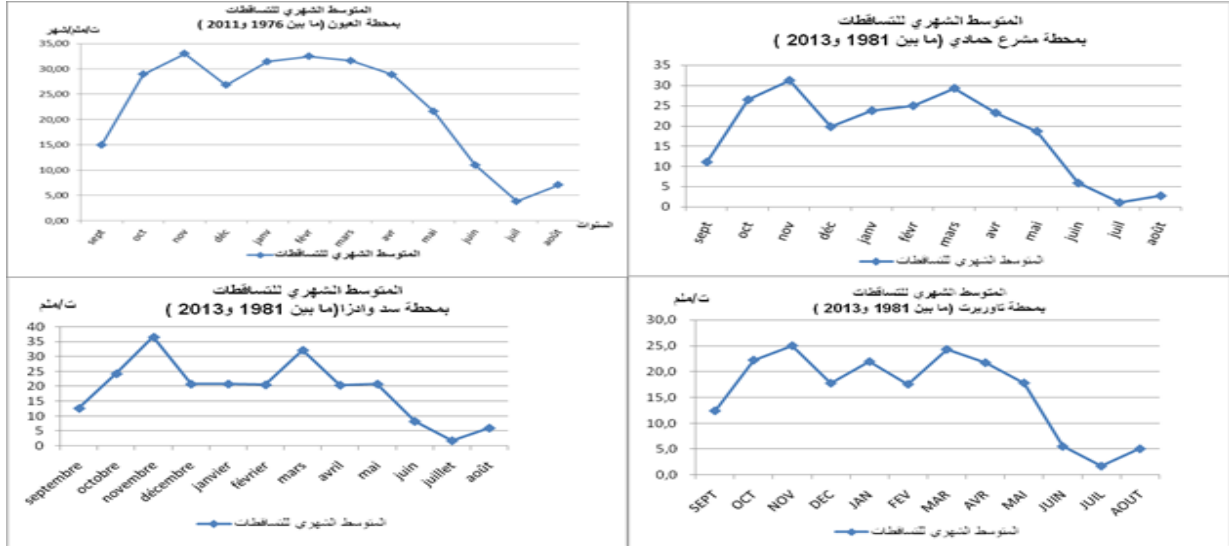 المتوسط الشهري للتساقطات
بمحطة العيون (ما بين 1976 و2011 )
ت/ملم/شهر
35,00
30,00
25,00
20,00
15,00
10,00
5,00
0,00
sept oct nov déc janv févr mars avr mai juin juil août
السنوات
المتوسط الشهري للتساقطات
المتوسط الشهري للتساقطات
بمحطة مشرع حمادي (ما بين 1981 و2013 )
35
30
25
20
15
10
5
0
sept oct nov déc janv févr mars avr mai juin juil août
المتوسط الشهري للتساقطات
المتوسط الشهري للتساقطات
بمحطة سد وادزا(ما بين 1981 و2013 )
ت/ملم
40
35
30
25
20
15
10
5
0
septembre octobre novembre décembre janvier février mars avril mai juin juillet août
المتوسط الشهري للتساقطات
المتوسط الشهري للتساقطات
بمحطة تاوريرت (ما بين 1981 و2013 )
ت/ملم
30,0
25,0
20,0
15,0
10,0
5,0
0,0
SEPT OCT NOV DEC JAN FEV MAR AVR MAI JUIN JUIL AOUT
المتوسط الشهري للتساقطات